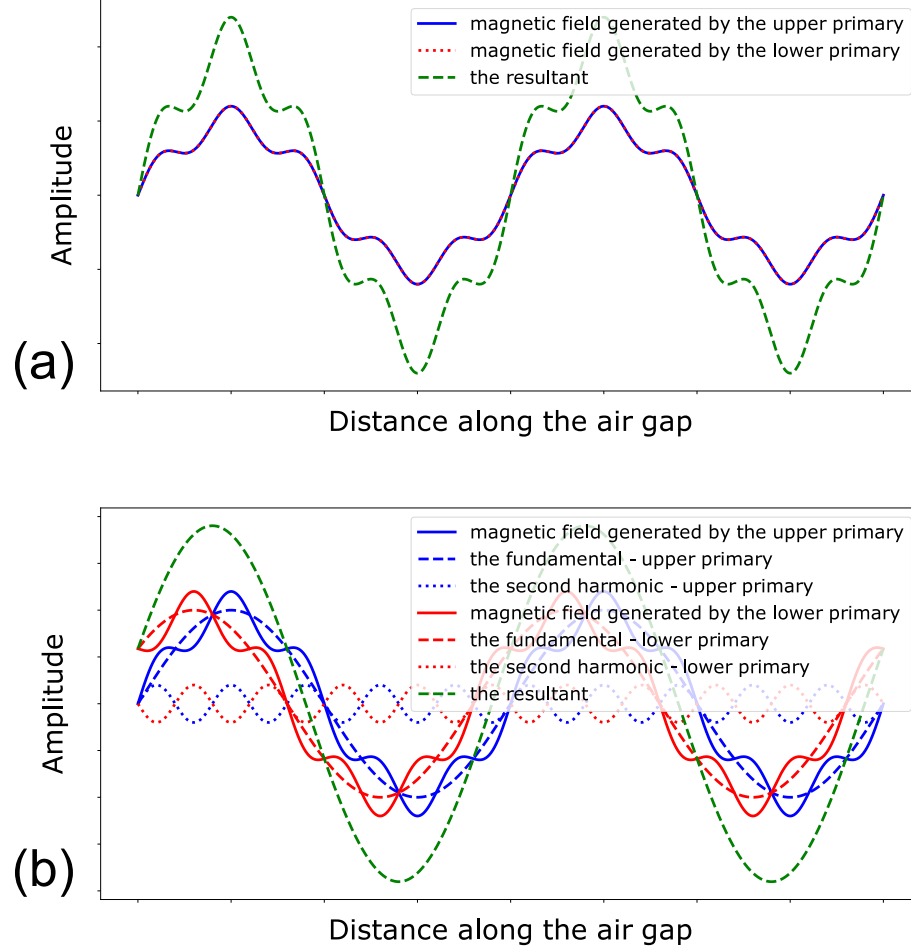 magnetic field generated by the upper primary
magnetic field generated by the lower primary
the resultant
Amplitude
(a)
Distance along the air gap
magnetic field generated by the upper primary
the fundamental - upper primary
the second harmonic - upper primary
magnetic field generated by the lower primary
the fundamental - lower primary
the second harmonic - lower primary
the resultant
Amplitude
(b)
Distance along the air gap